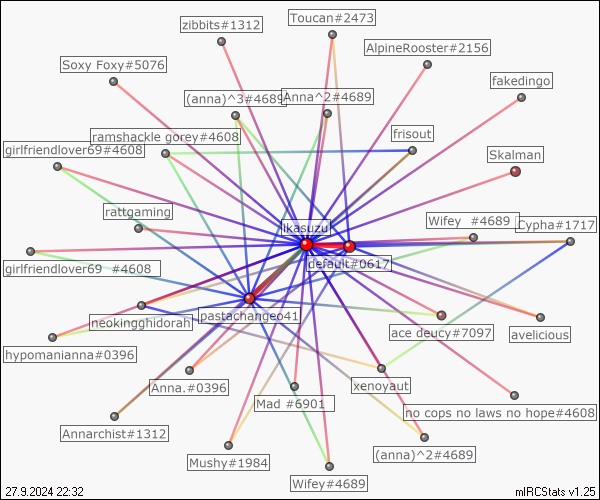 zibbits#1312
Toucan#2473
AlpineRooster#2156
Soxy Foxy#5076
fakedingo
(anna)^3#4689
Anna^2#4689
frisout
ramshackle gorey#4608
girlfriendlover69#4608
Skalman
rattgaming
Wifey #4689
Cypha#1717
ikasuzu
default#0617
girlfriendlover69 #4608
pastachangeo41
neokingghidorah
ace deucy#7097
avelicious
hypomanianna#0396
Anna.#0396
xenoyaut
Mad #6901
no cops no laws no hope#4608
Annarchist#1312
(anna)^2#4689
Mushy#1984
Wifey#4689
27.9.2024 22:32
mIRCStats v1.25